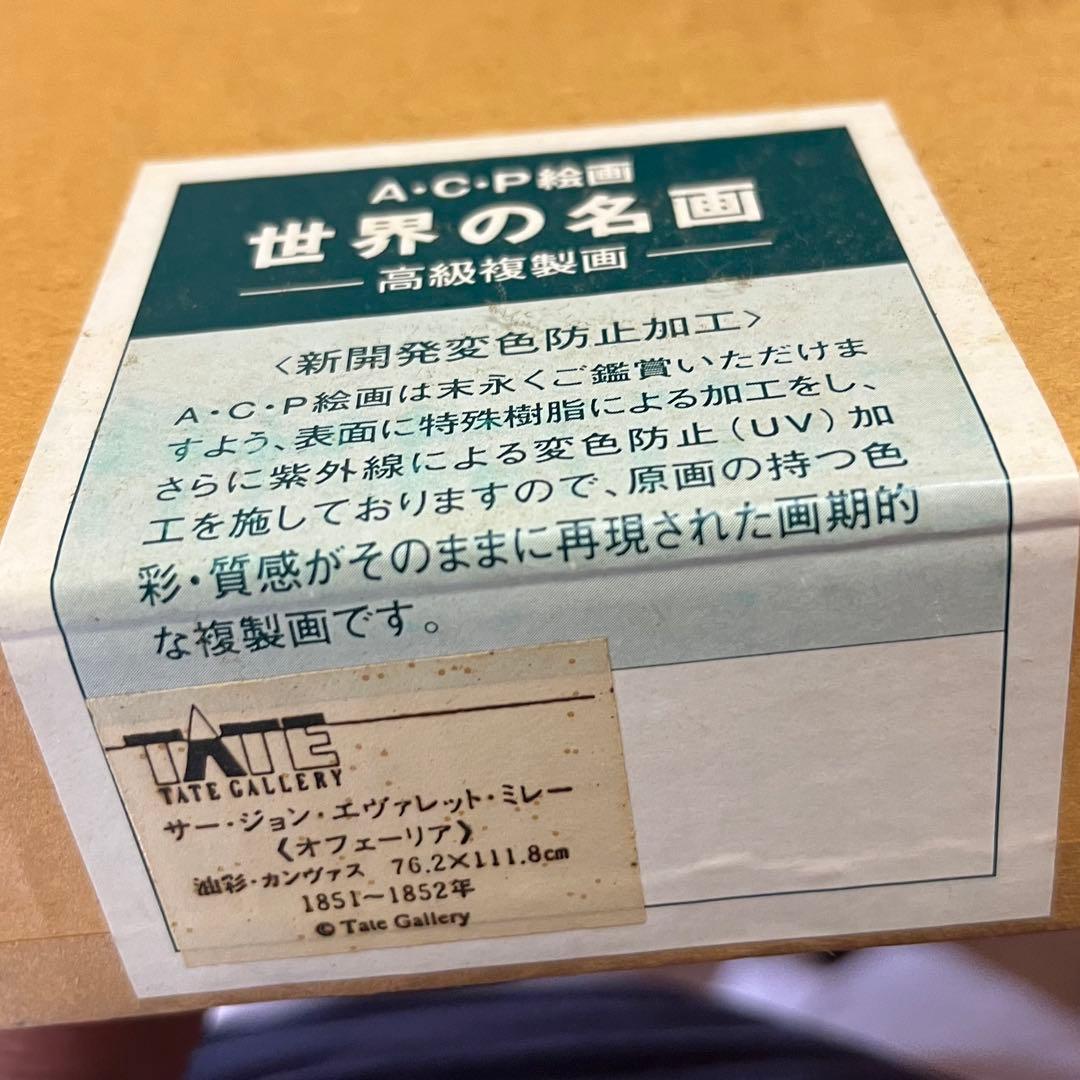 A・C・P絵画
世界の名画
高級複製画
〈新開発変色防止加工〉
A・C・P絵画は末永くご鑑賞いただけま
すよう、表面に特殊樹脂による加工をし、
さらに紫外線による変色防止(UV)加
工を施しておりますので、原画の持つ色
彩・質感がそのままに再現された画期的
な複製画です。
TATE
TATE GALLERY
サー・ジョン・エヴァレット・ミレー
《オフェーリア》
油彩・カンヴァス 76.2×111.8cm
1851～1852年
© Tate Gallery